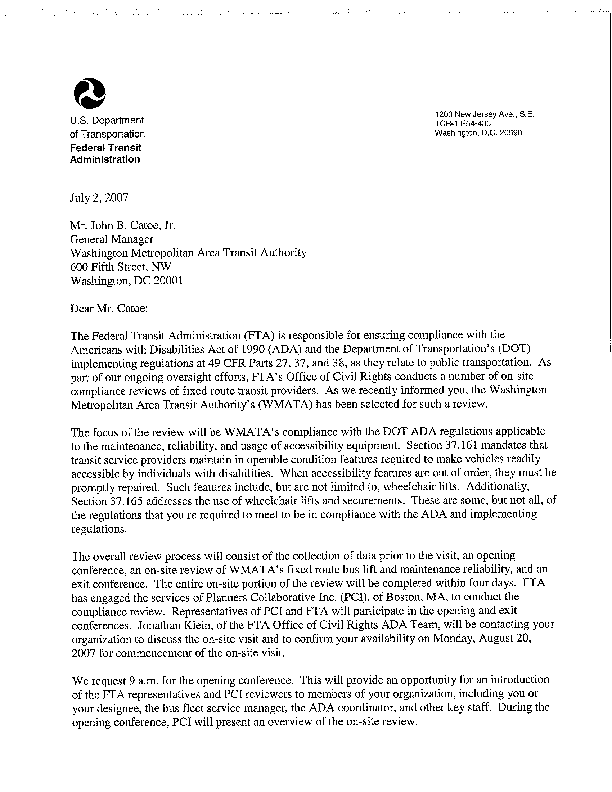 U.S. Department
of Transportation
Federal Transit
Administration
1200 New Jersey Ave., S.E.
Washington, D.C. 20590
July 2, 2007
Mr. John B. Catoe, Jr.
General Manager
Washington Metropolitan Area Transit Authority
600 Fifth Street, NW
Washington, DC 20001
Dear Mr. Catoe:
The Federal Transit Administration (FTA) is responsible for ensuring compliance with the
Americans with Disabilities Act of 1990 (ADA) and the Department of Transportation's (DOT)
implementing regulations at 49 CFR Parts 27, 37, and 38, as they relate to public transportation. As
part of our ongoing oversight efforts, FTA's Office of Civil Rights conducts a number of on-site
compliance reviews of fixed route transit providers. As we recently informed you, the Washington
Metropolitan Area Transit Authority's (WMATA) has been selected for such a review.
The focus of the review will be WMATA's compliance with the DOT ADA regulations applicable
to the maintenance, reliability, and usage of accessibility equipment. Section 37.161 mandates that
transit service providers maintain in operable condition features required to make vehicles readily
accessible by individuals with disabilities. When accessibility features are out of order, they must be
promptly repaired. Such features include, but are not limited to, wheelchair lifts. Additionally,
Section 37.165 addresses the use of wheelchair lifts and securements. These are some, but not all, of
the regulations that you re required to meet to be in compliance with the ADA and implementing
regulations.
The overall review process will consist of the collection of data prior to the visit, an opening
conference, an on-site review of WMATA's fixed route bus lift and maintenance reliability, and an
exit conference. The entire on-site portion of the review will be completed within four days. FTA
has engaged the services of Planners Collaborative Inc. (PCI), of Boston, MA, to conduct the
compliance review. Representatives of PCI and FTA will participate in the opening and exit
conferences. Jonathan Klein, of the FTA Office of Civil Rights ADA Team, will be contacting your
organization to discuss the on-site visit and to confirm your availability on Monday, August 20,
2007 for commencement of the on-site visit.
We request 9 a.m. for the opening conference. This will provide an opportunity for an introduction
of the FTA representatives and PCI reviewers to members of your organization, including you or
your designee, the bus fleet service manager, the ADA coordinator, and other key staff. During the
opening conference, PCI will present an overview of the on-site review.